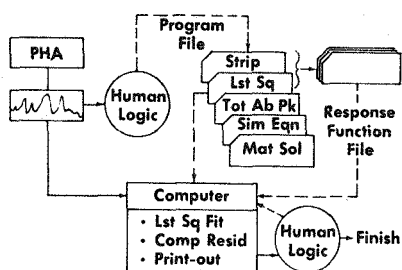 Program
File
PHA
Human
Logic
Strip
Lst Sq
Tot Ab Pk
Sim Eqn
Mat Sol
Response
Function
File
Computer
• Lst Sq Fit
• Comp Resid
• Print-out
Human
Logic
Finish